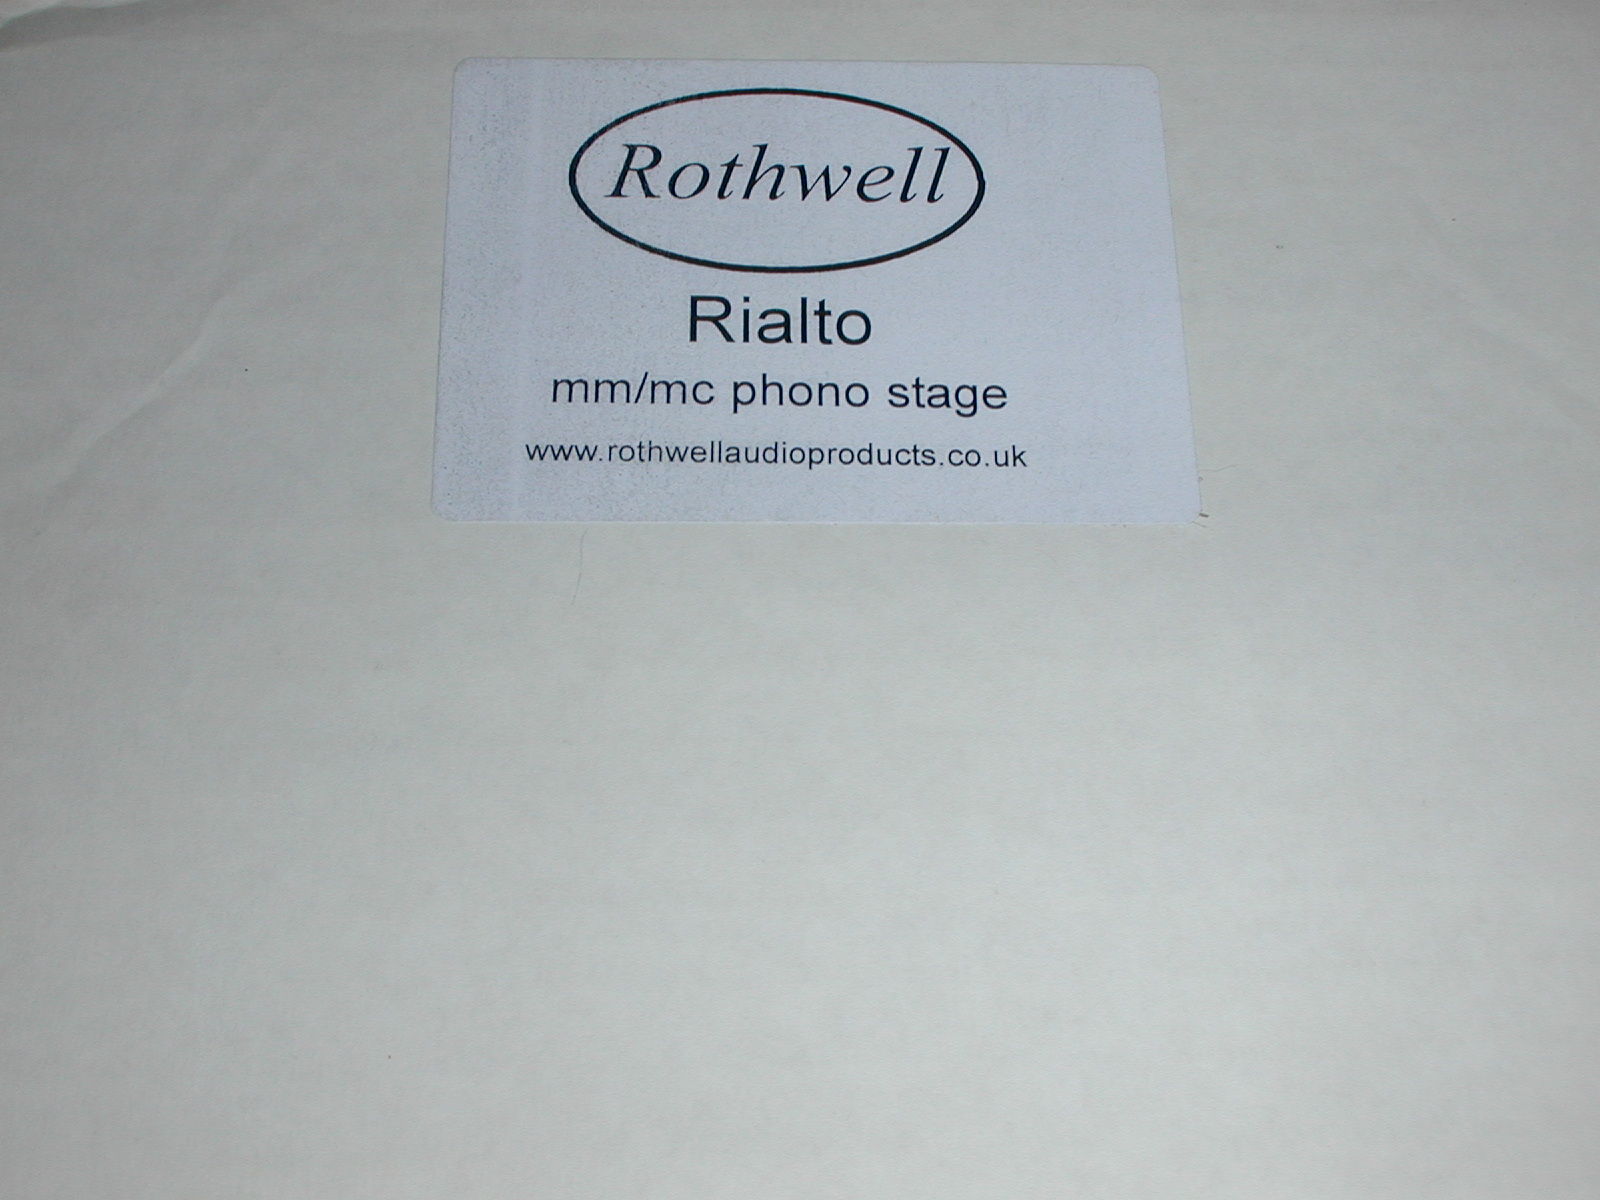 Rothwell
Rialto
mm/mc phono stage
www.rothwellaudioproducts.co.uk